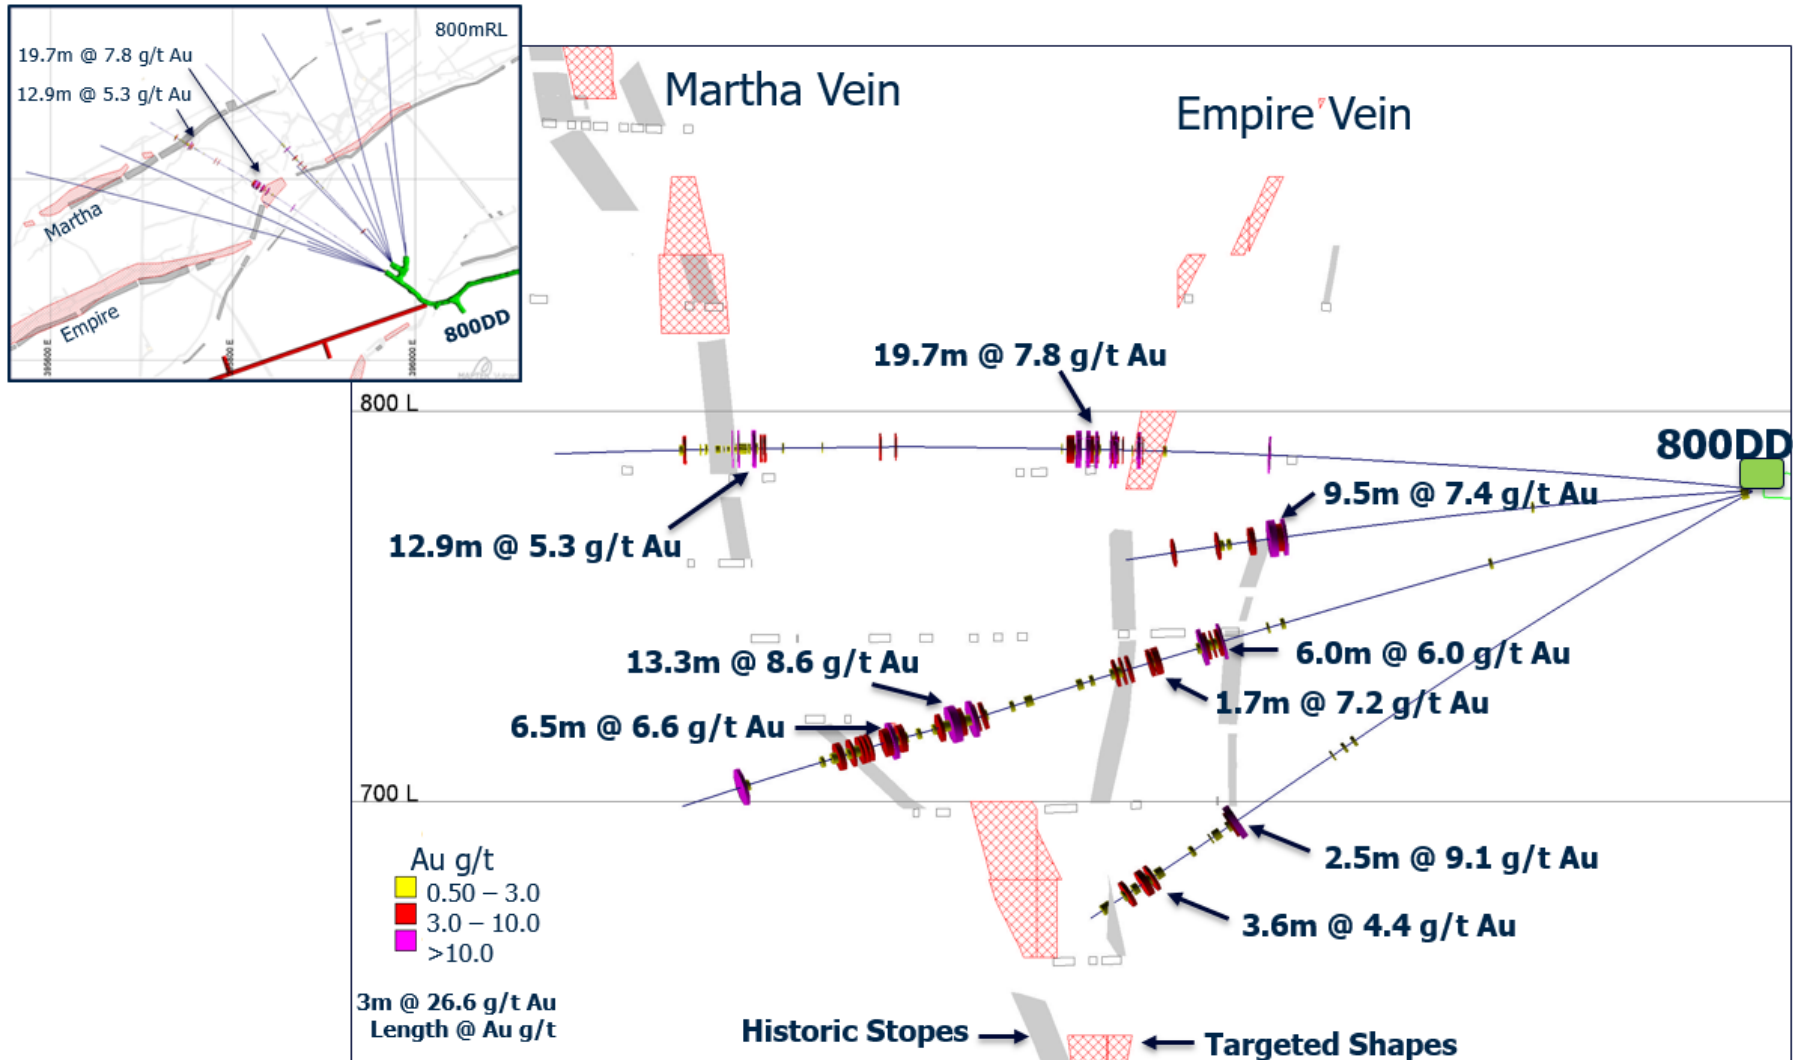 800mRL
19.7m @ 7.8 g/t Au
12.9m @ 5.3 g/t Au
Martha
Empire
800DD
395600 E
396000 E
Martha Vein
Empire Vein
19.7m @ 7.8 g/t Au
800 L
800DD
9.5m @ 7.4 g/t Au
12.9m @ 5.3 g/t Au
13.3m @ 8.6 g/t Au
6.0m @ 6.0 g/t Au
1.7m @ 7.2 g/t Au
6.5m @ 6.6 g/t Au
700 L
2.5m @ 9.1 g/t Au
3.6m @ 4.4 g/t Au
Au g/t
0.50 – 3.0
3.0 – 10.0
>10.0
3m @ 26.6 g/t Au
Length @ Au g/t
Historic Stopes
Targeted Shapes